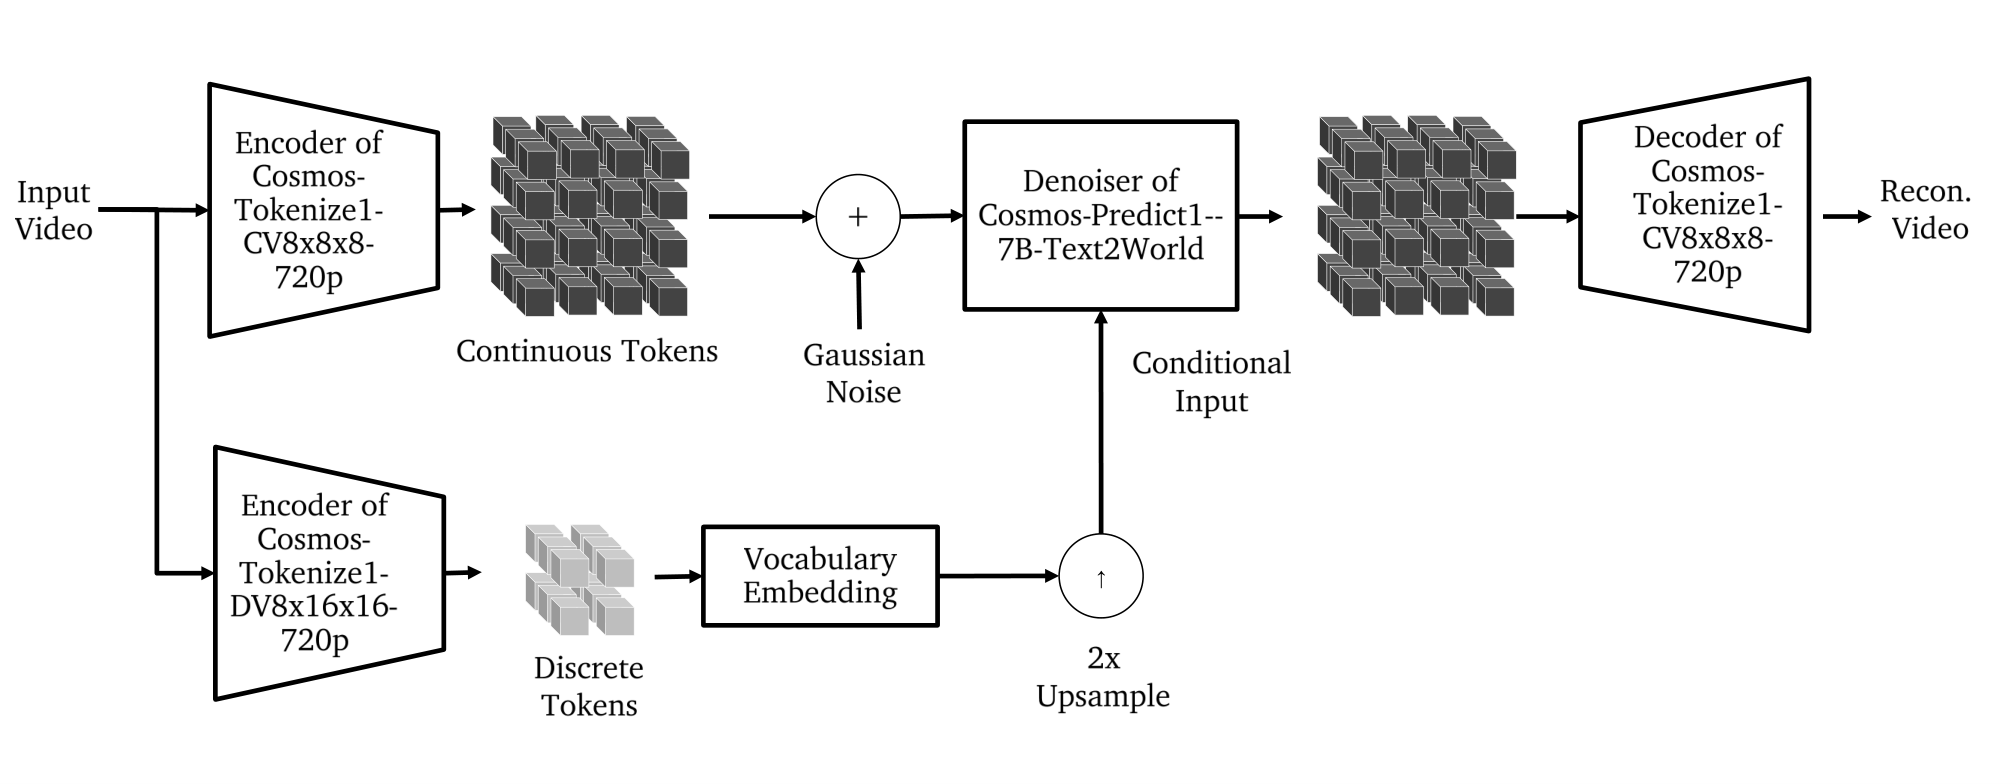 Input
Video
Encoder of
Cosmos-
Tokenize1-
CV8x8x8-
720p
Continuous Tokens
+
Gaussian
Noise
Denoiser of
Cosmos-Predict1--
7B-Text2World
Conditional
Input
Decoder of
Cosmos-
Tokenize1-
CV8x8x8-
720p
Recon.
Video
Encoder of
Cosmos-
Tokenize1-
DV8x16x16-
720p
Discrete
Tokens
Vocabulary
Embedding
↑
2x
Upsample